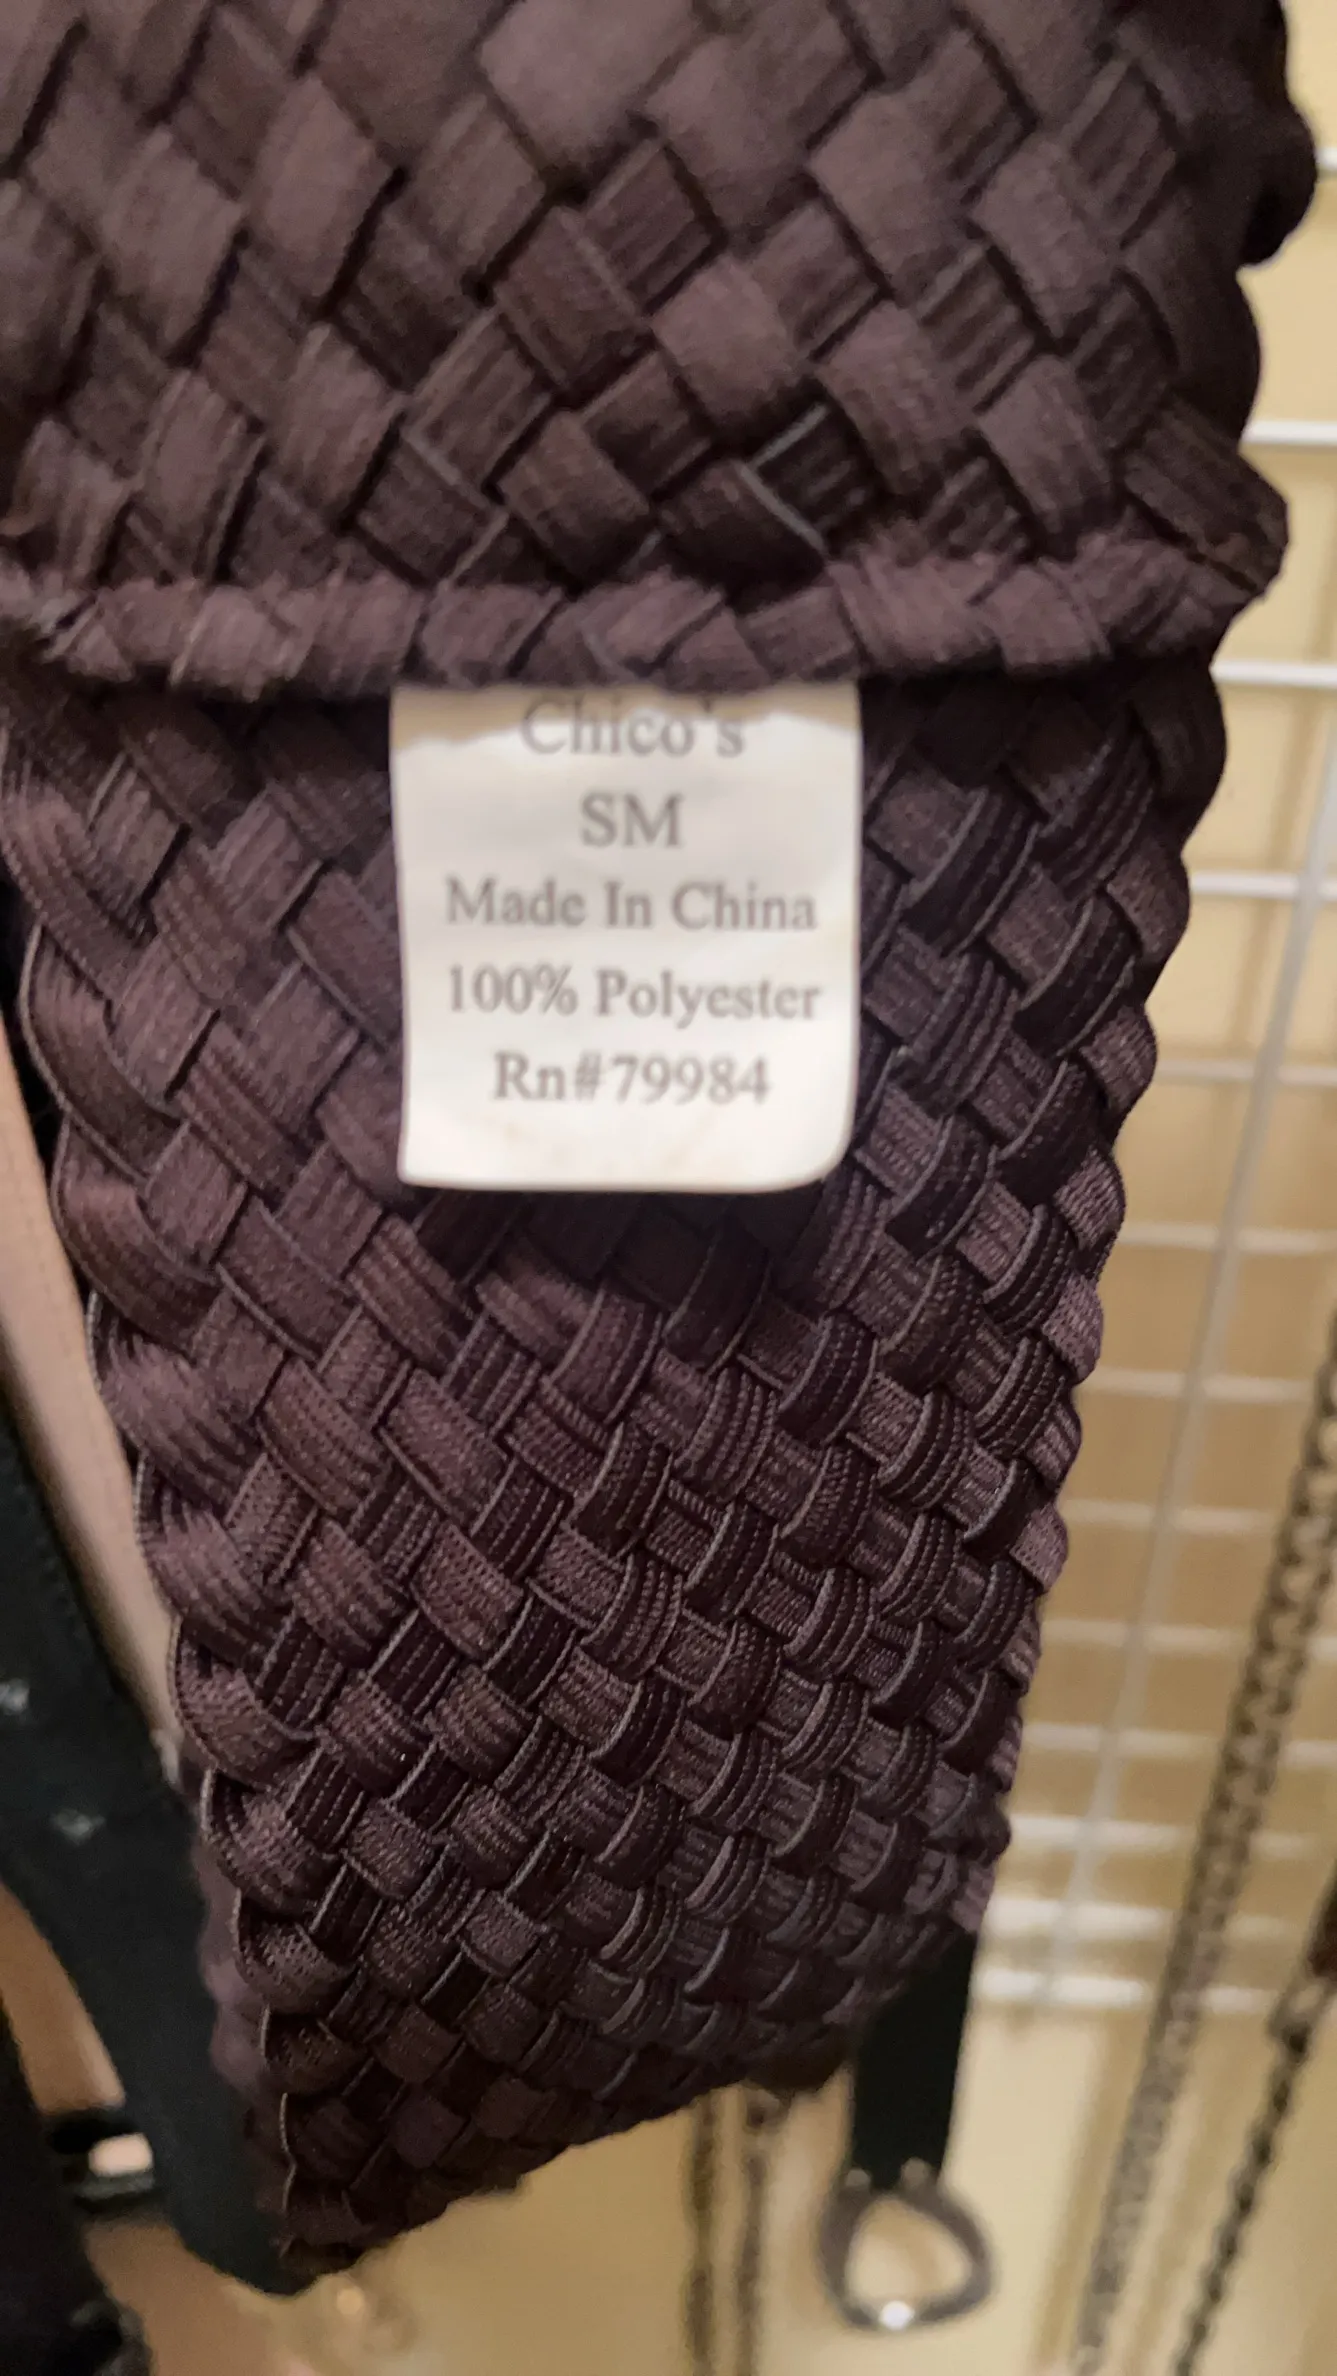 Chico's
SM
Made In China
100% Polyester
Rn#79984